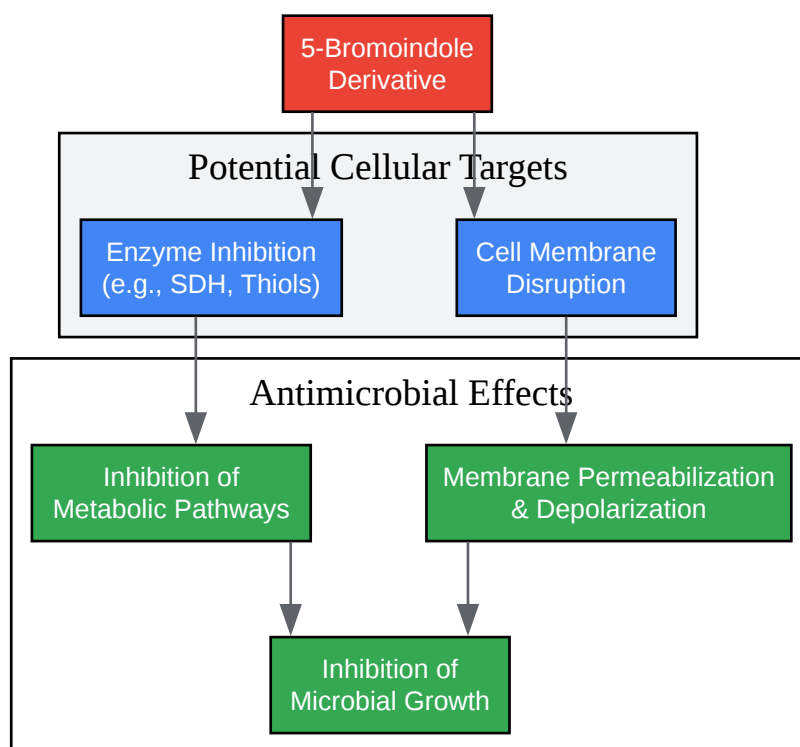 5-Bromoindole
Derivative
Potential Cellular Targets
Enzyme Inhibition
(e.g., SDH, Thiols)
Cell Membrane
Disruption
Antimicrobial Effects
Inhibition of
Metabolic Pathways
Membrane Permeabilization
& Depolarization
Inhibition of
Microbial Growth